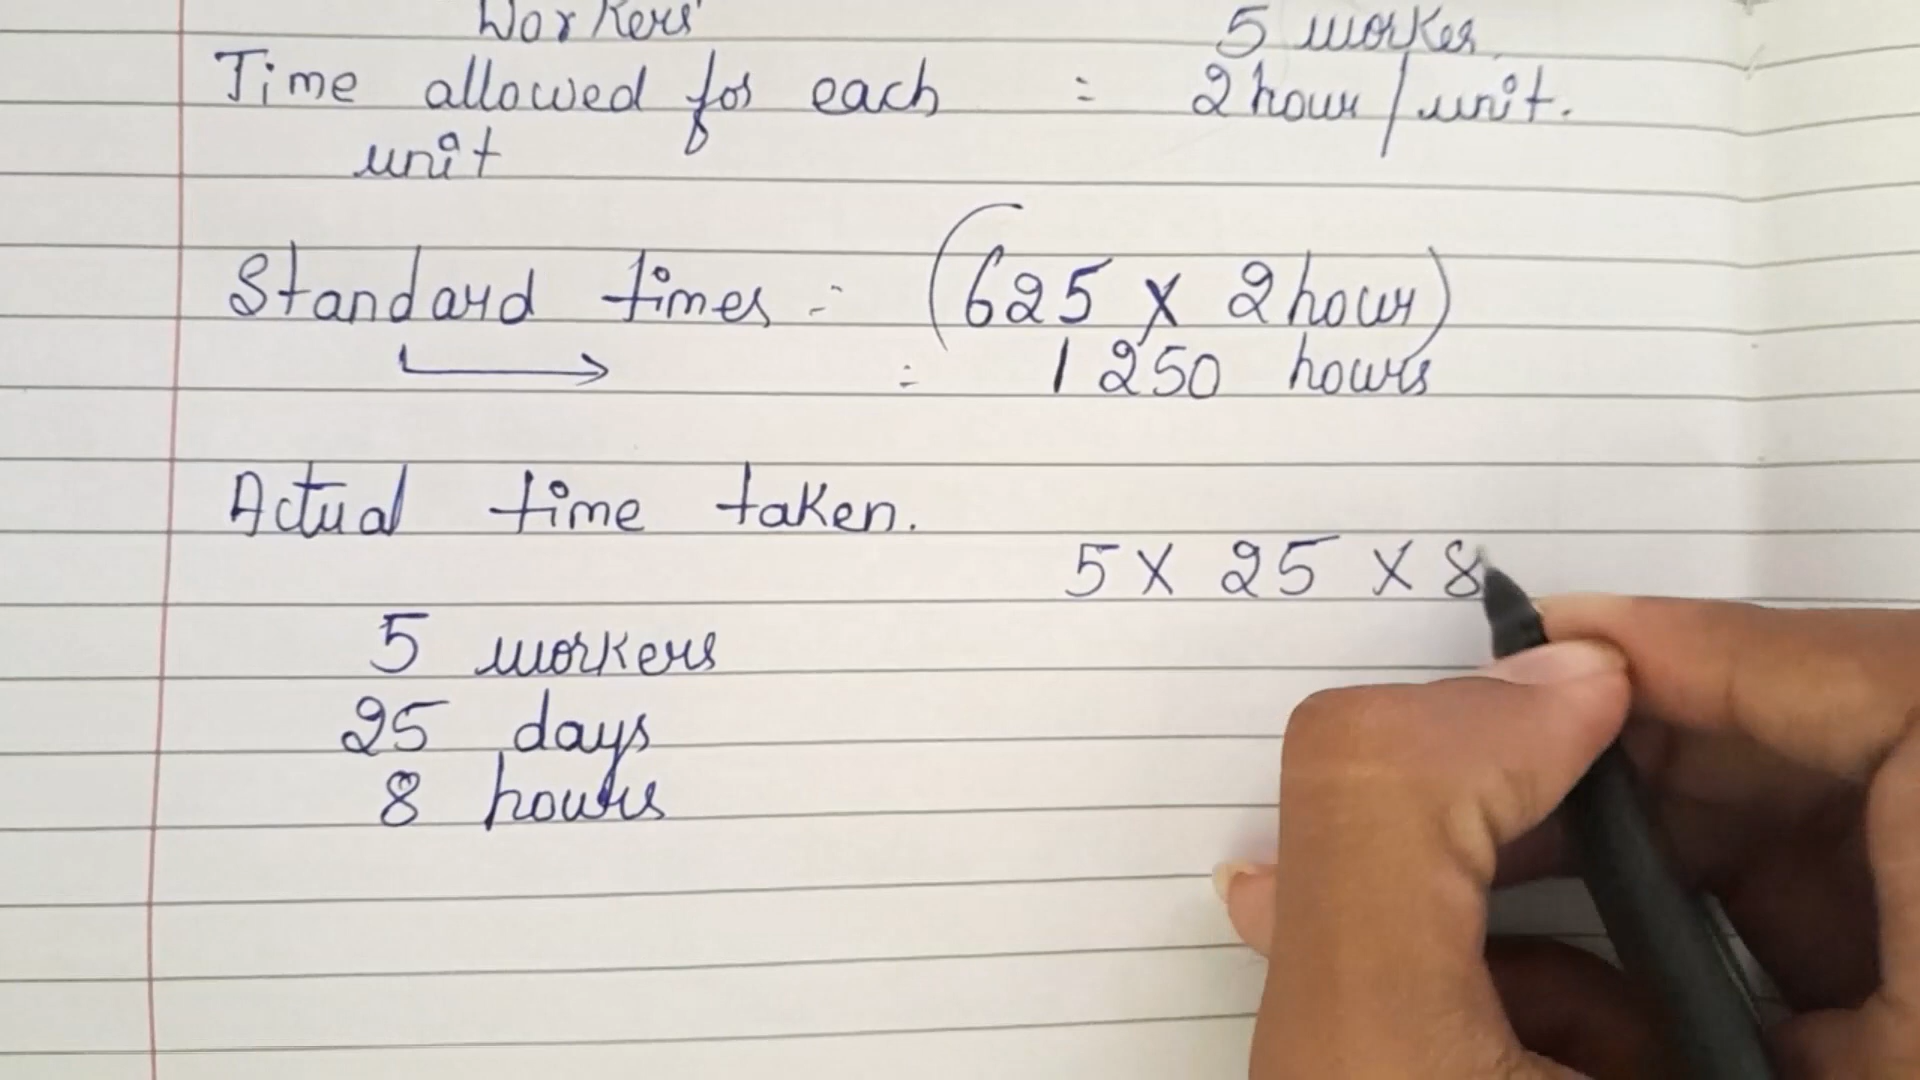 Workers 5 worker
Time allowed for each = 2 hour / unit.
unit
Standard times = (625 x 2 hour)
= 1250 hours
Actual time taken.
5 x 25 x 8
5 workers
25 days
8 hours